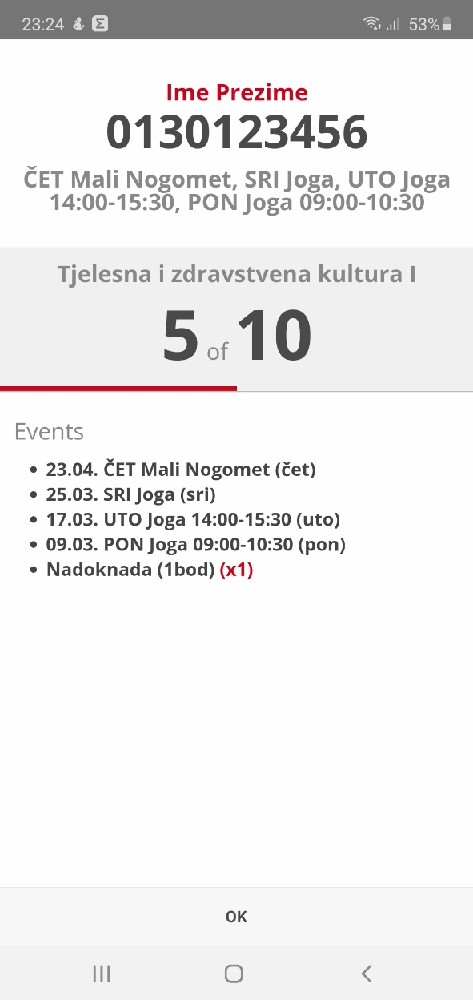 23:24 53%
Ime Prezime
0130123456
ČET Mali Nogomet, SRI Joga, UTO Joga
14:00-15:30, PON Joga 09:00-10:30
Tjelesna i zdravstvena kultura I
5 of 10
Events
• 23.04. ČET Mali Nogomet (čet)
• 25.03. SRI Joga (sri)
• 17.03. UTO Joga 14:00-15:30 (uto)
• 09.03. PON Joga 09:00-10:30 (pon)
• Nadoknada (1bod) (x1)
OK